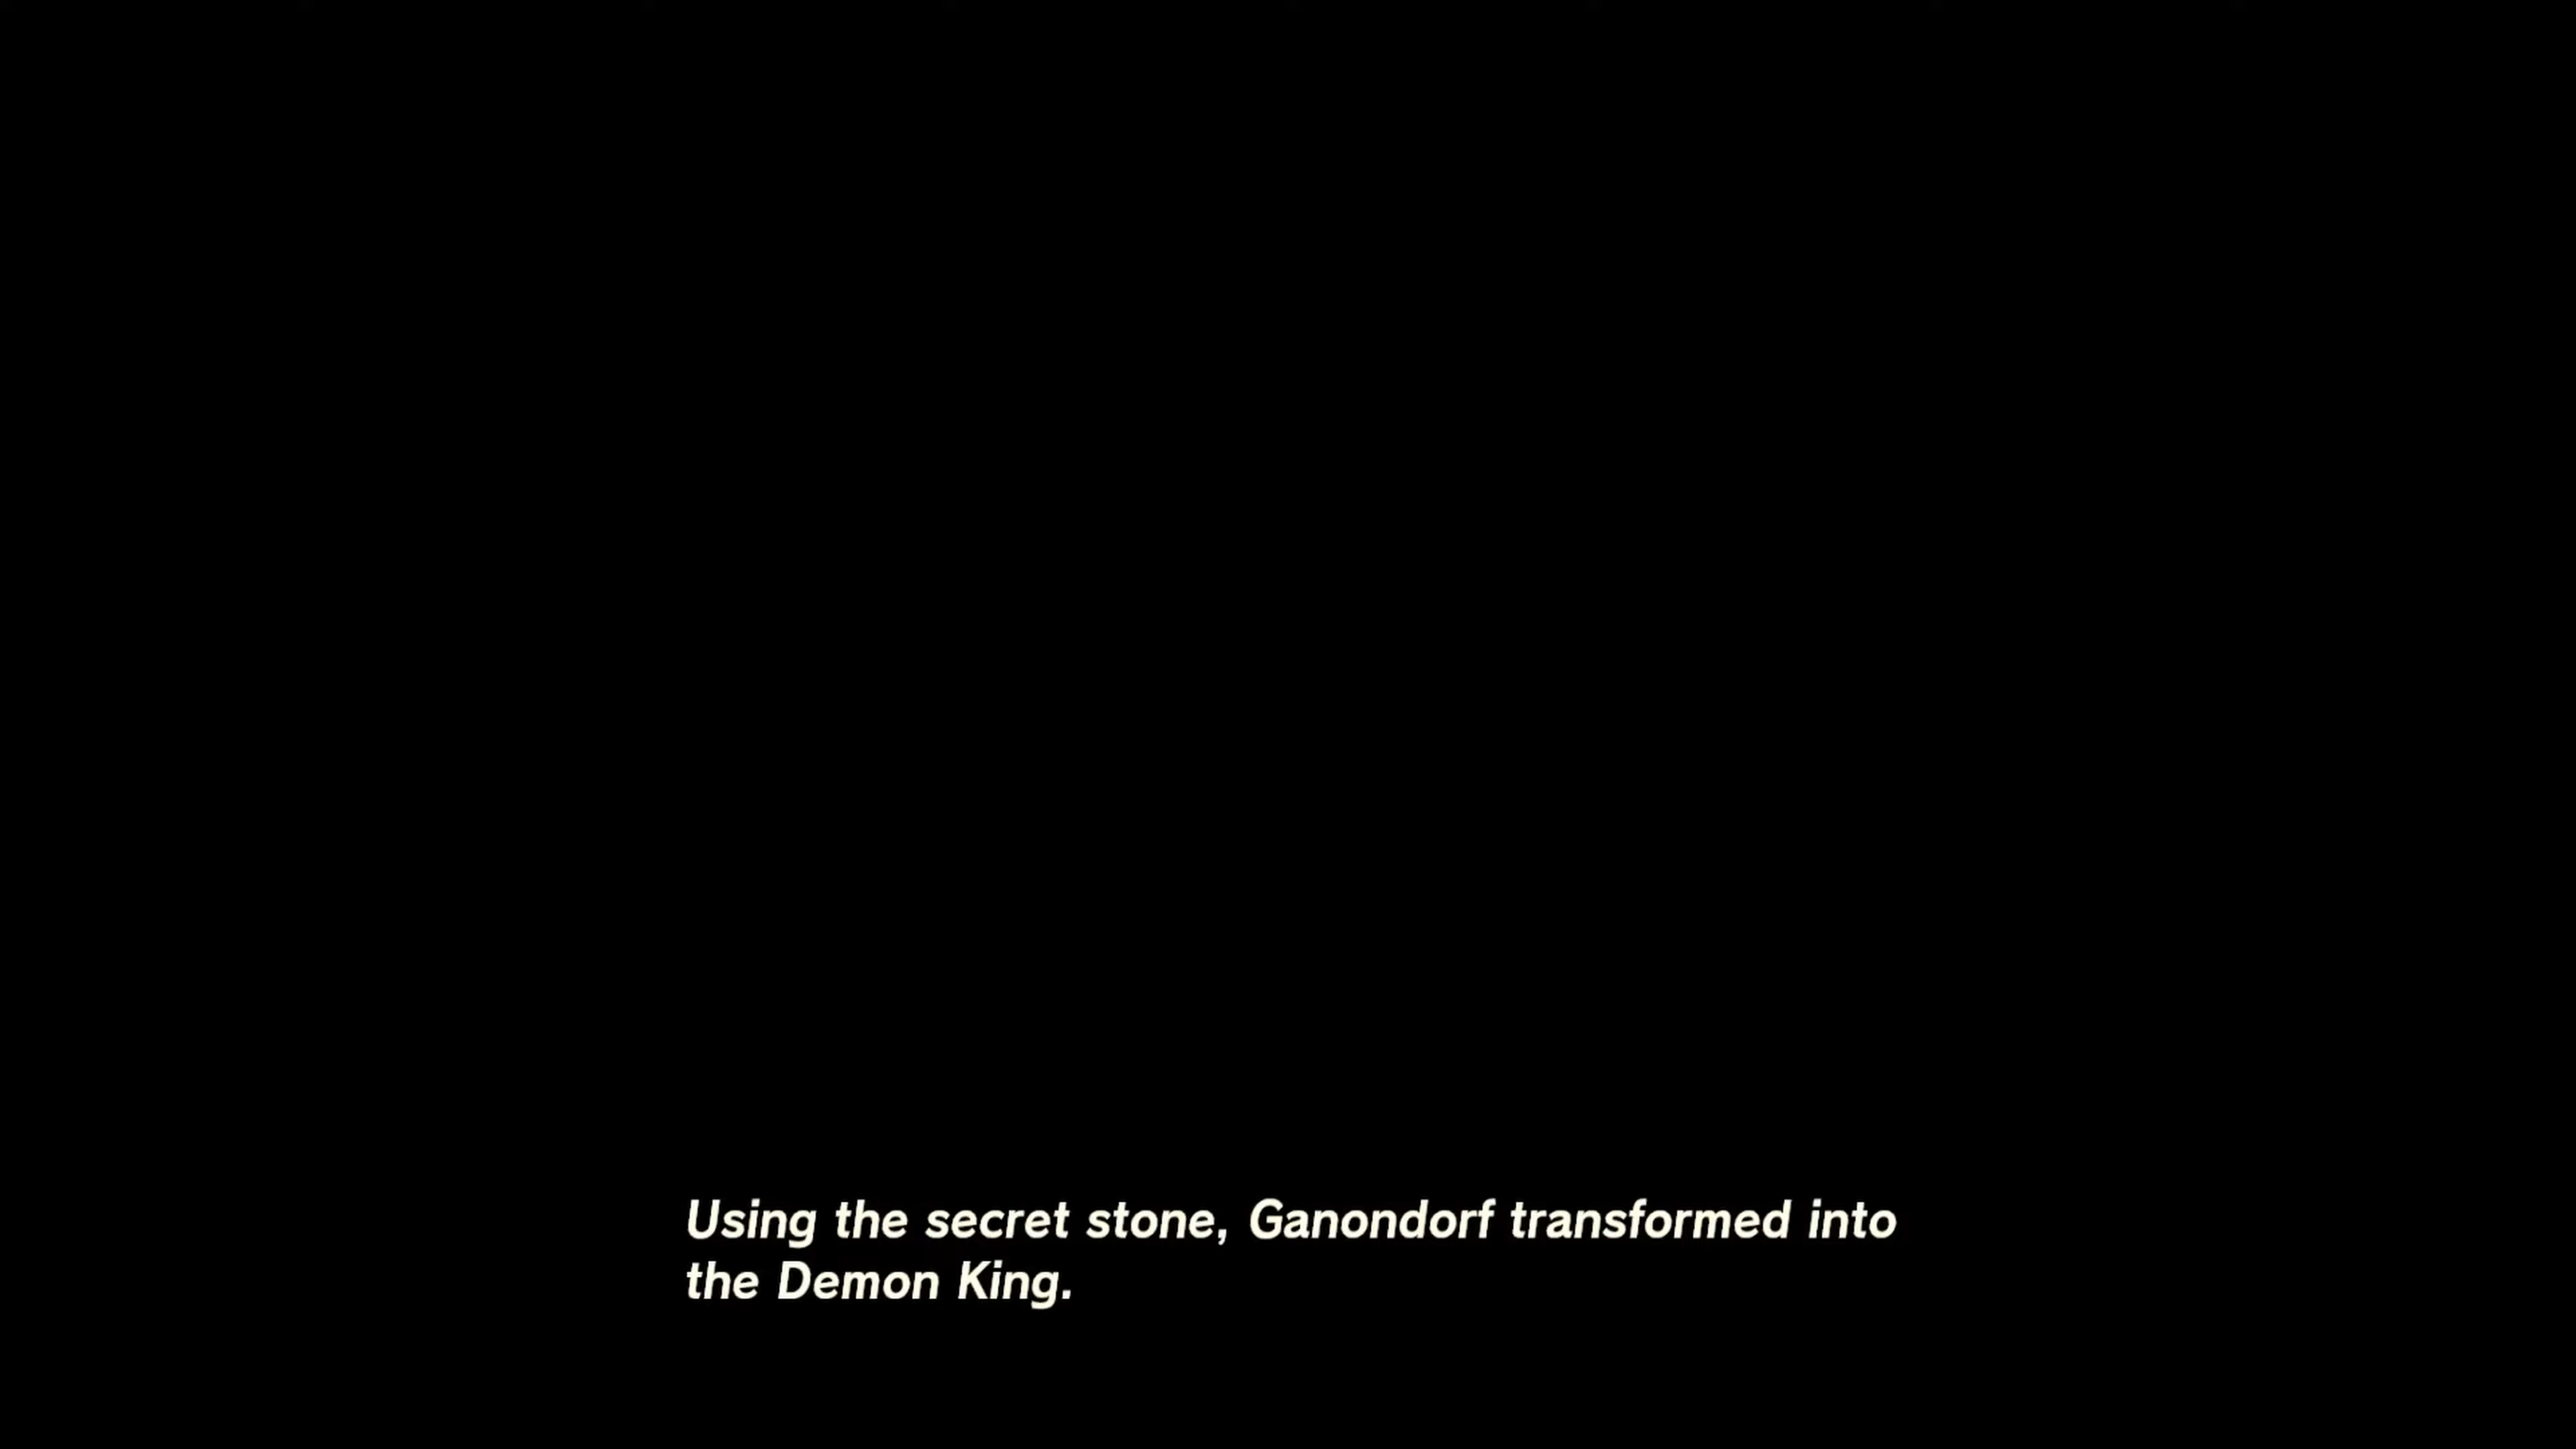 Using the secret stone, Ganondorf transformed into
the Demon King.